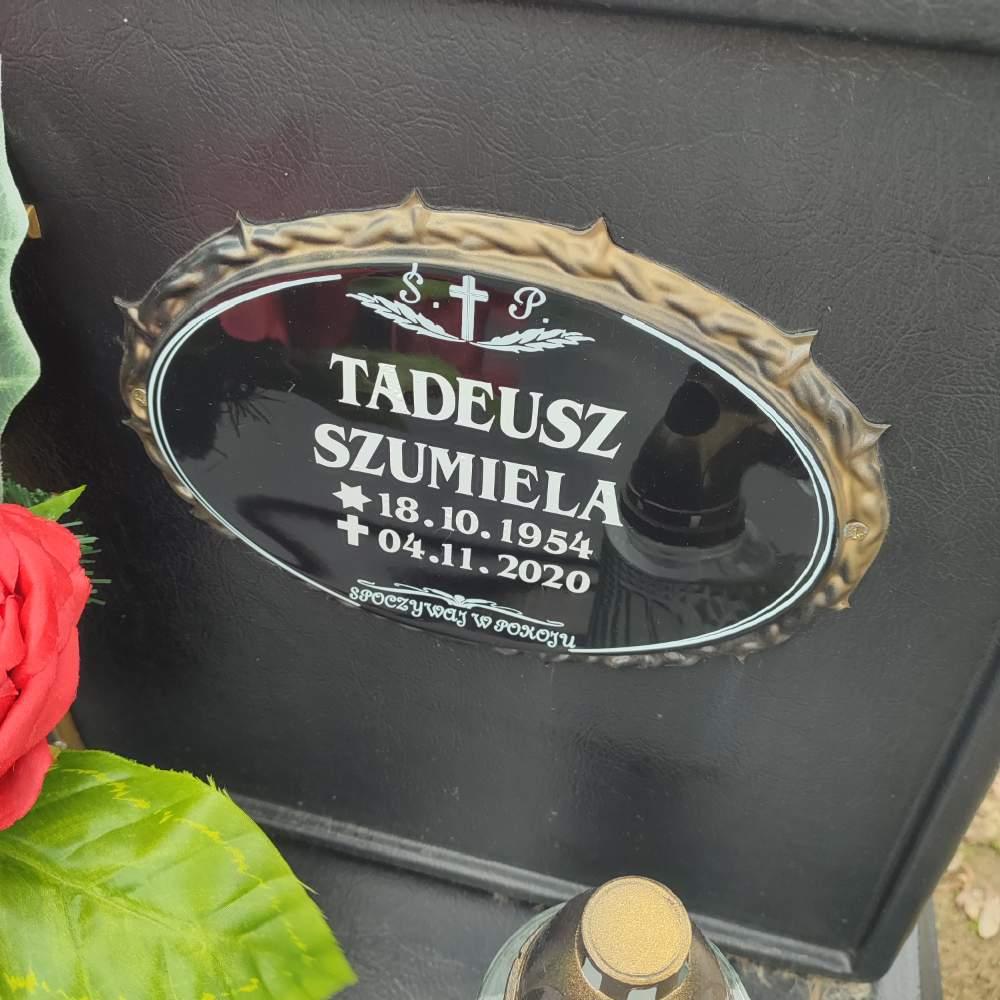 Ś. P.
TADEUSZ
SZUMIELA
18.10.1954
04.11.2020
SPOCZYWAJ W POKOJU